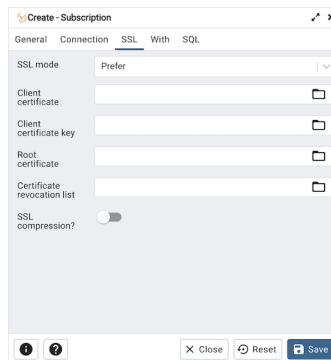 Create - Subscription
General Connection SSL With SQL
SSL mode
Prefer
Client
certificate
Client
certificate key
Root
certificate
Certificate
revocation list
SSL
compression?
Close Reset Save